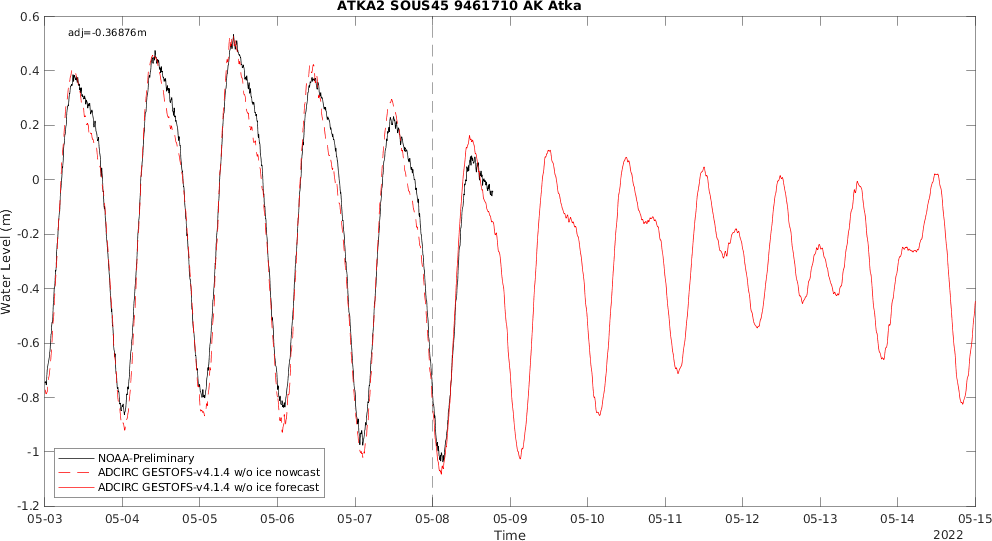 ATKA2 SOUS45 9461710 AK Atka
adj=-0.36876m
0.6
0.4
0.2
0
-0.2
-0.4
-0.6
-0.8
-1
-1.2
Water Level (m)
NOAA-Preliminary
ADCIRC GESTOFS-v4.1.4 w/o ice nowcast
ADCIRC GESTOFS-v4.1.4 w/o ice forecast
05-03 05-04 05-05 05-06 05-07 05-08 05-09 05-10 05-11 05-12 05-13 05-14 05-15
Time
2022